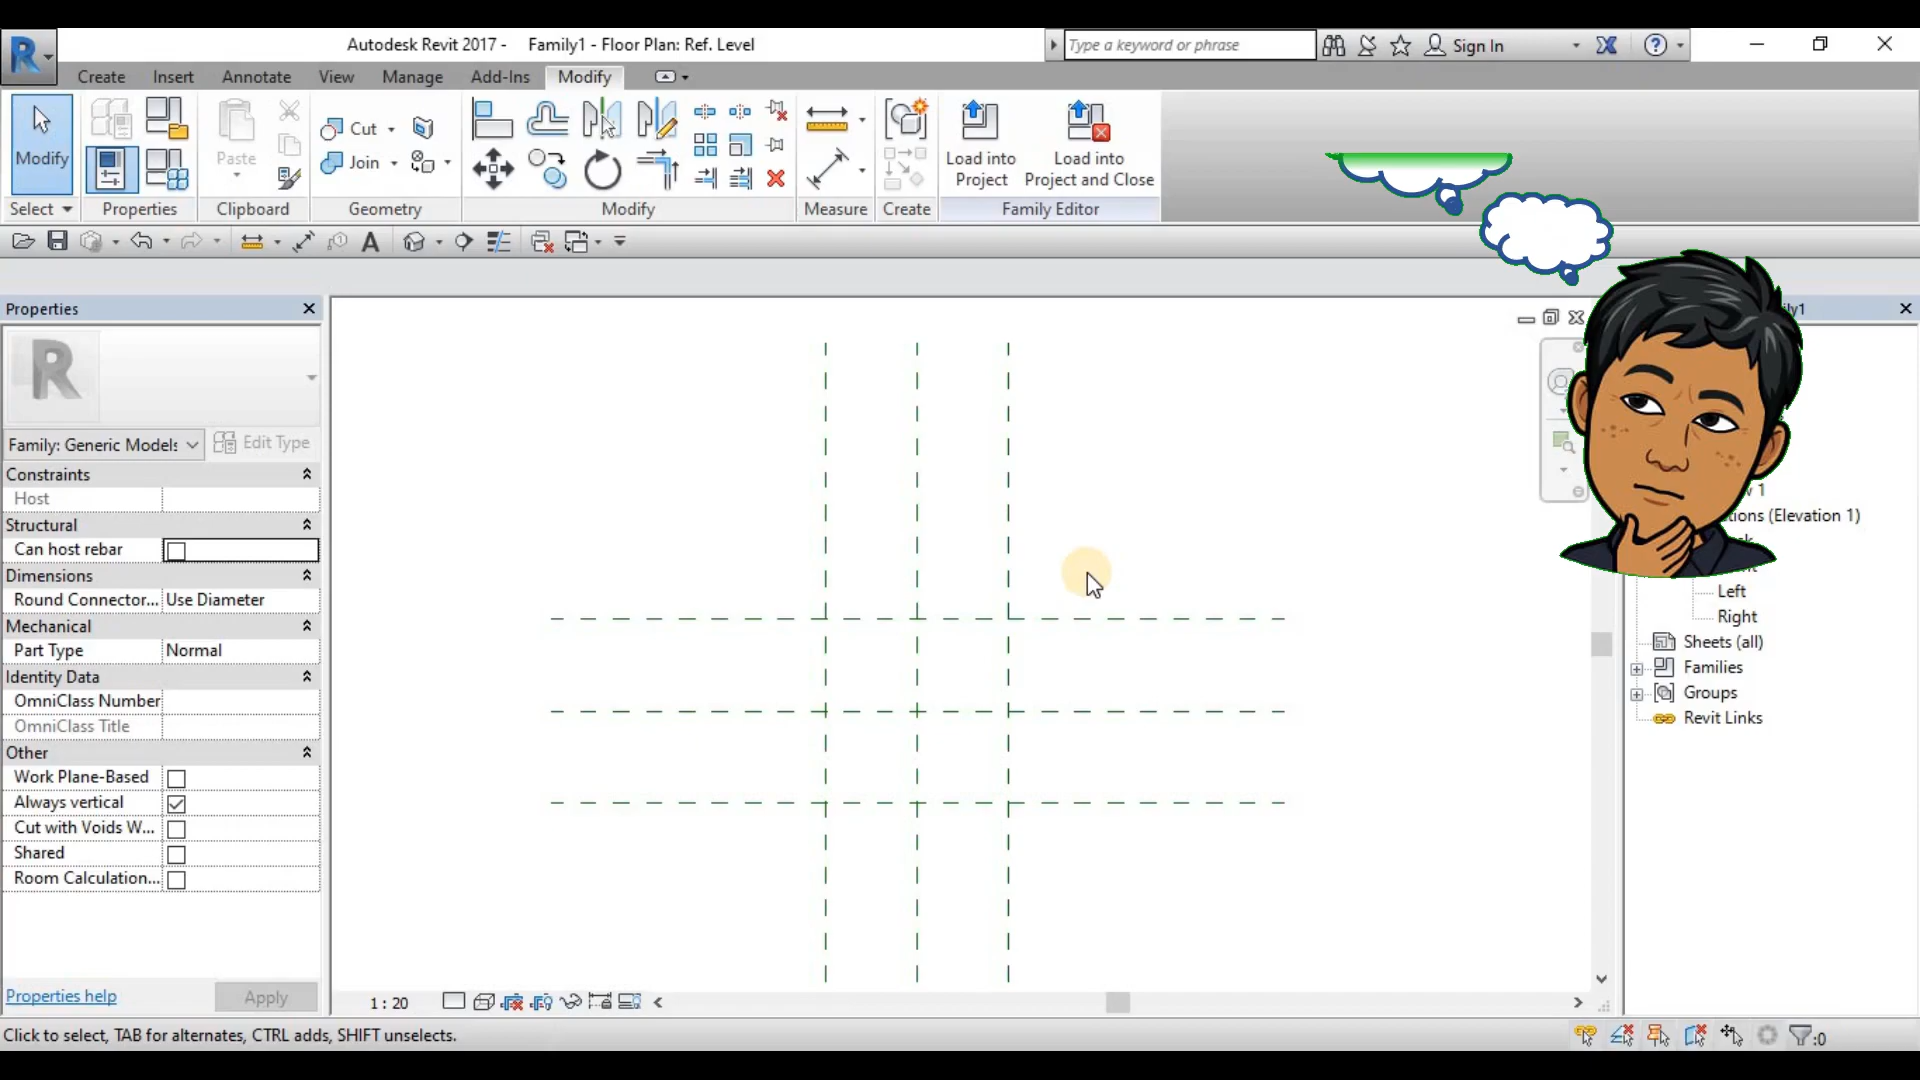 Autodesk Revit 2017 - Family1 - Floor Plan: Ref. Level
Type a keyword or phrase
Sign In
Create Insert Annotate View Manage Add-Ins Modify
Modify
Paste
Cut
Join
Load into Project
Load into Project and Close
Select Properties Clipboard Geometry Modify Measure Create Family Editor
Properties
Family: Generic Models
Edit Type
Constraints
Host
Structural
Can host rebar
Dimensions
Round Connector... Use Diameter
Mechanical
Part Type Normal
Identity Data
OmniClass Number
OmniClass Title
Other
Work Plane-Based
Always vertical
Cut with Voids W...
Shared
Room Calculation...
Properties help
Apply
1 : 20
(Elevation 1)
Left
Right
Sheets (all)
Families
Groups
Revit Links
Click to select, TAB for alternates, CTRL adds, SHIFT unselects.
:0